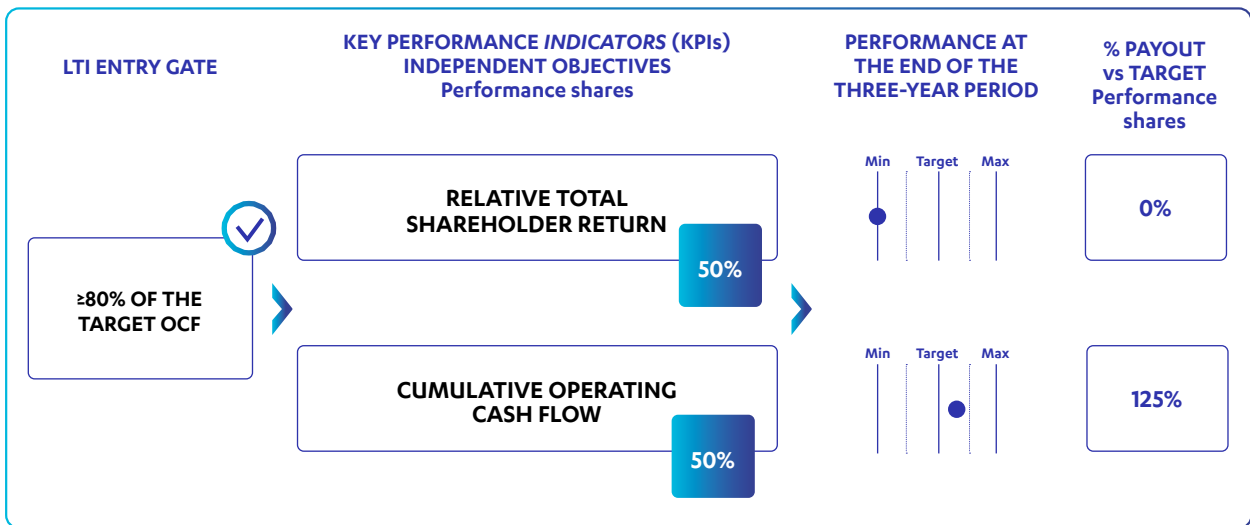 LTI ENTRY GATE
KEY PERFORMANCE INDICATORS (KPIs)
INDEPENDENT OBJECTIVES
Performance shares
PERFORMANCE AT
THE END OF THE
THREE-YEAR PERIOD
% PAYOUT
vs TARGET
Performance
shares
≥80% OF THE
TARGET OCF
RELATIVE TOTAL
SHAREHOLDER RETURN
50%
Min Target Max
0%
CUMULATIVE OPERATING
CASH FLOW
50%
Min Target Max
125%